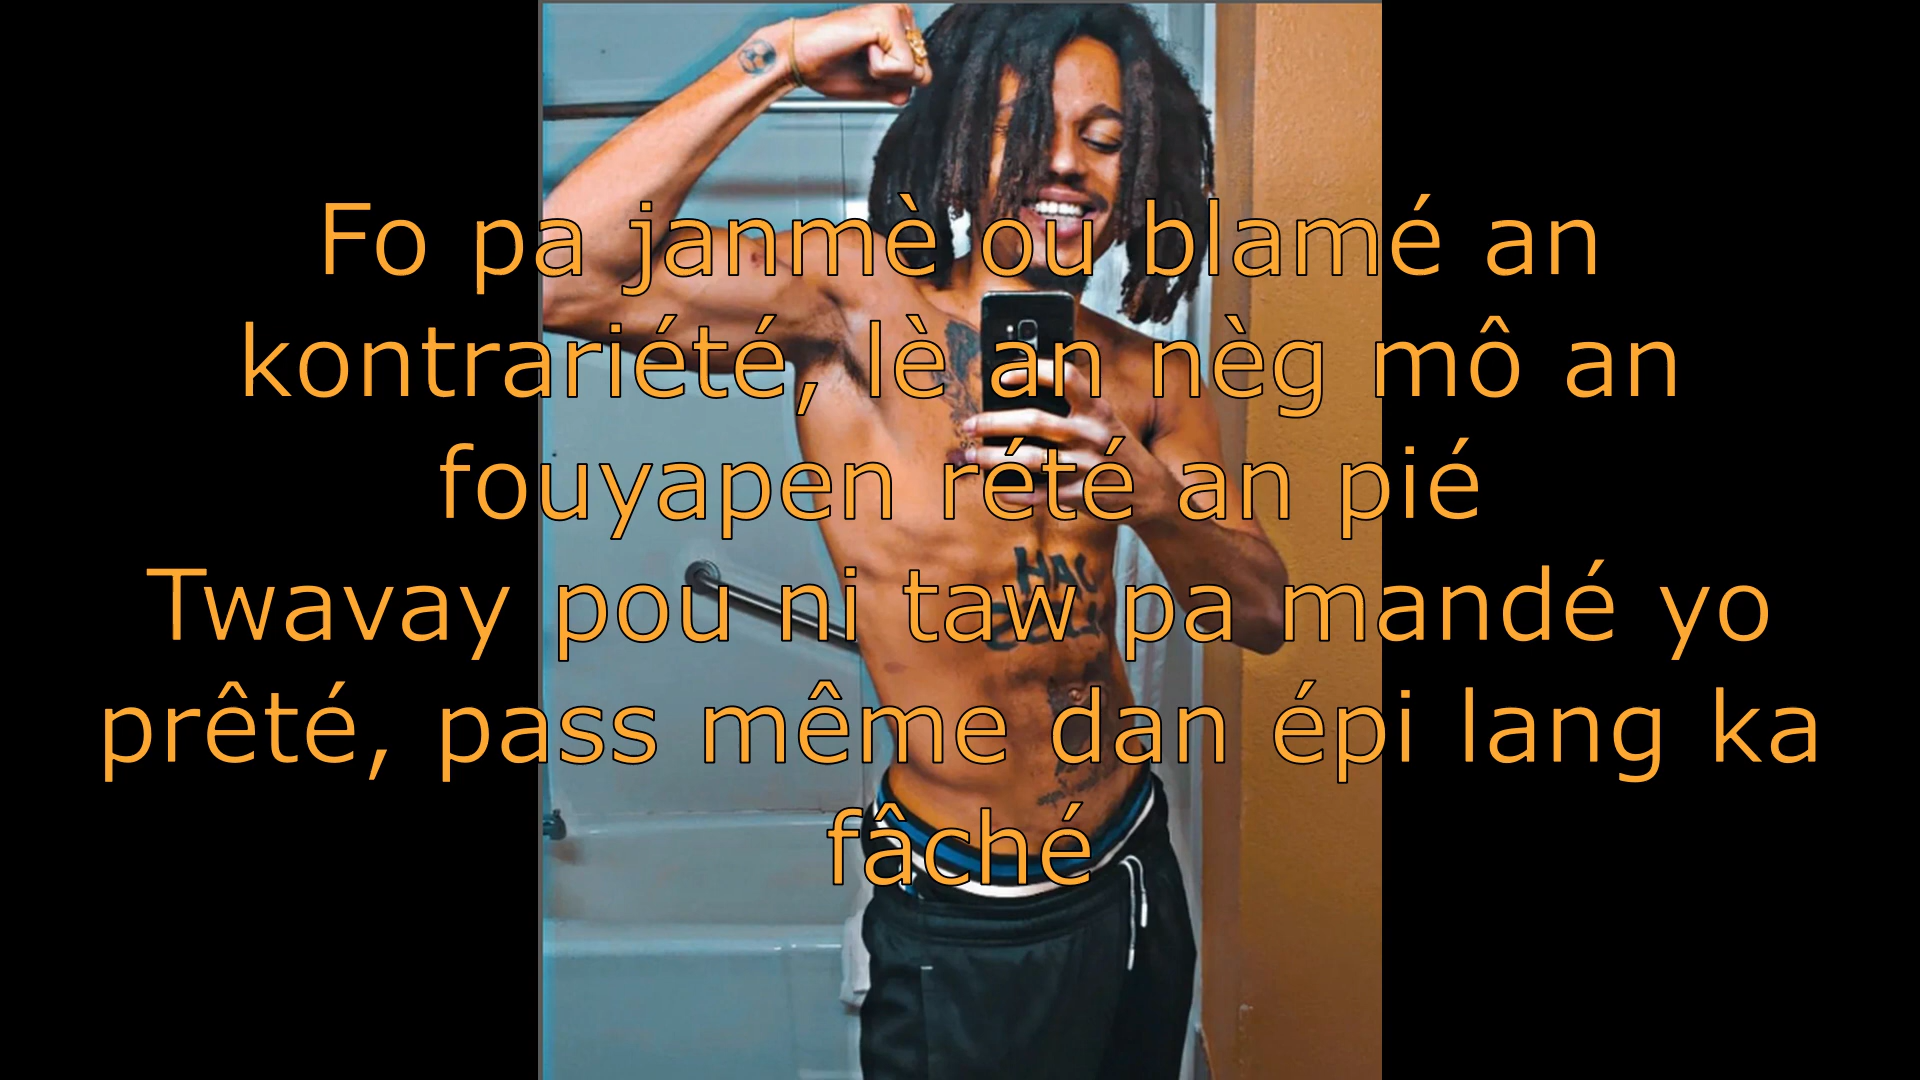 Fo pa janmè ou blamé an
kontrariété, lè an nèg mô an
fouyapen rété an pié
Twavay pou ni taw pa mandé yo
prêté, pass même dan épi lang ka
fâché